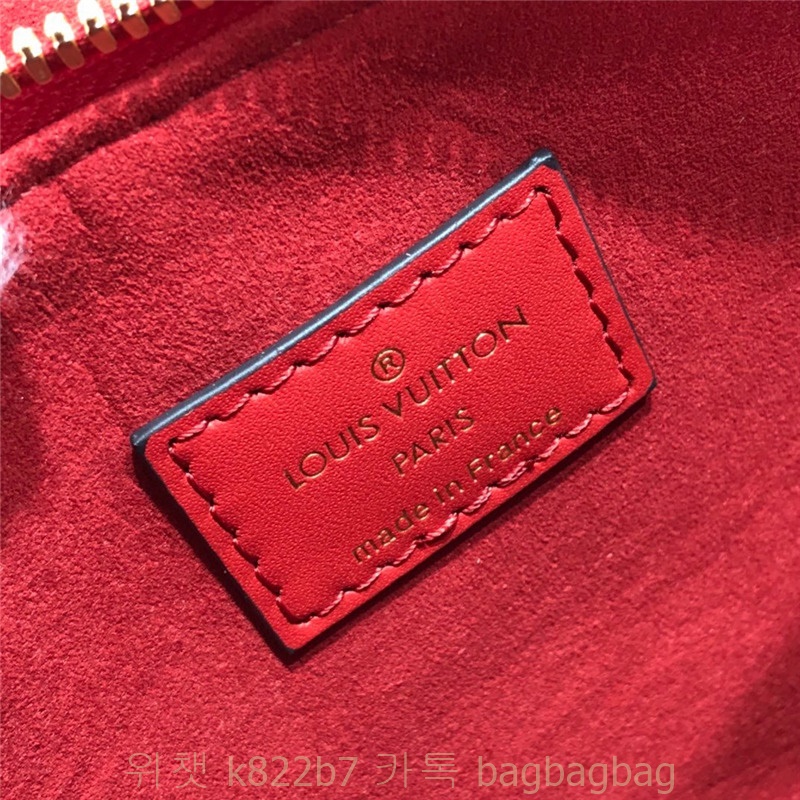 ®
LOUIS VUITTON
PARIS
made in France
위챗 k822b7 카톡 bagbagbag